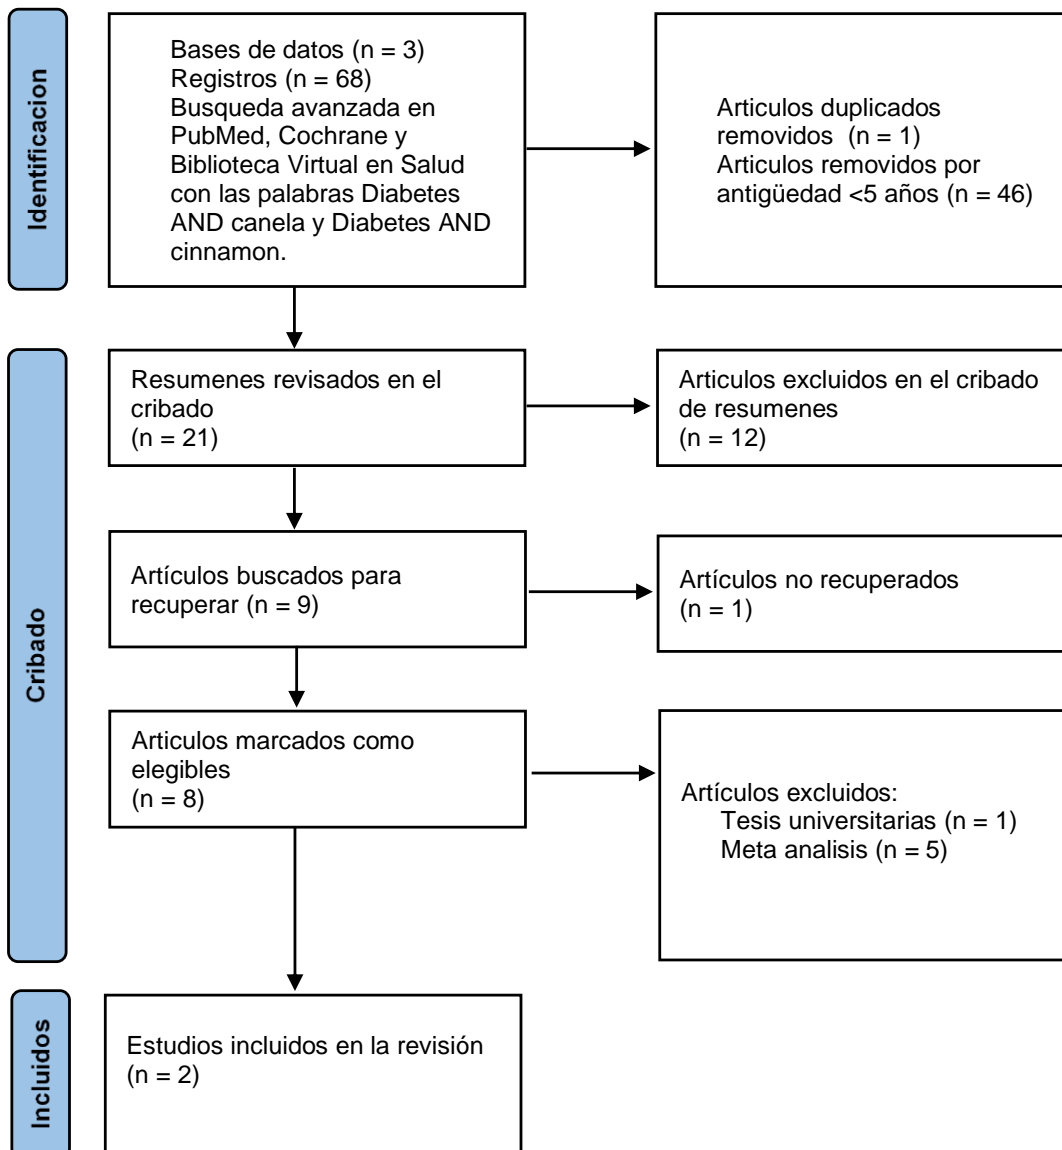 Identificacion
Bases de datos (n = 3)
Registros (n = 68)
Busqueda avanzada en
PubMed, Cochrane y
Biblioteca Virtual en Salud
con las palabras Diabetes
AND canela y Diabetes AND
cinnamon.
Articulos duplicados
removidos (n = 1)
Articulos removidos por
antigüedad <5 años (n = 46)
Cribado
Resumenes revisados en el
cribado
(n = 21)
Articulos excluidos en el cribado
de resumenes
(n = 12)
Artículos buscados para
recuperar (n = 9)
Artículos no recuperados
(n = 1)
Articulos marcados como
elegibles
(n = 8)
Artículos excluidos:
Tesis universitarias (n = 1)
Meta analisis (n = 5)
Incluidos
Estudios incluidos en la revisión
(n = 2)